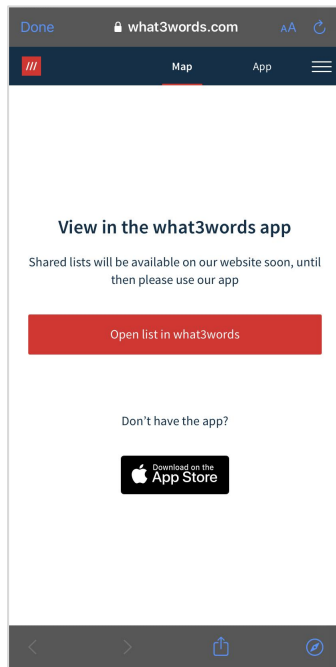 Done
what3words.com
AA
///
Map
App
View in the what3words app
Shared lists will be available on our website soon, until
then please use our app
Open list in what3words
Don’t have the app?
Download on the
App Store